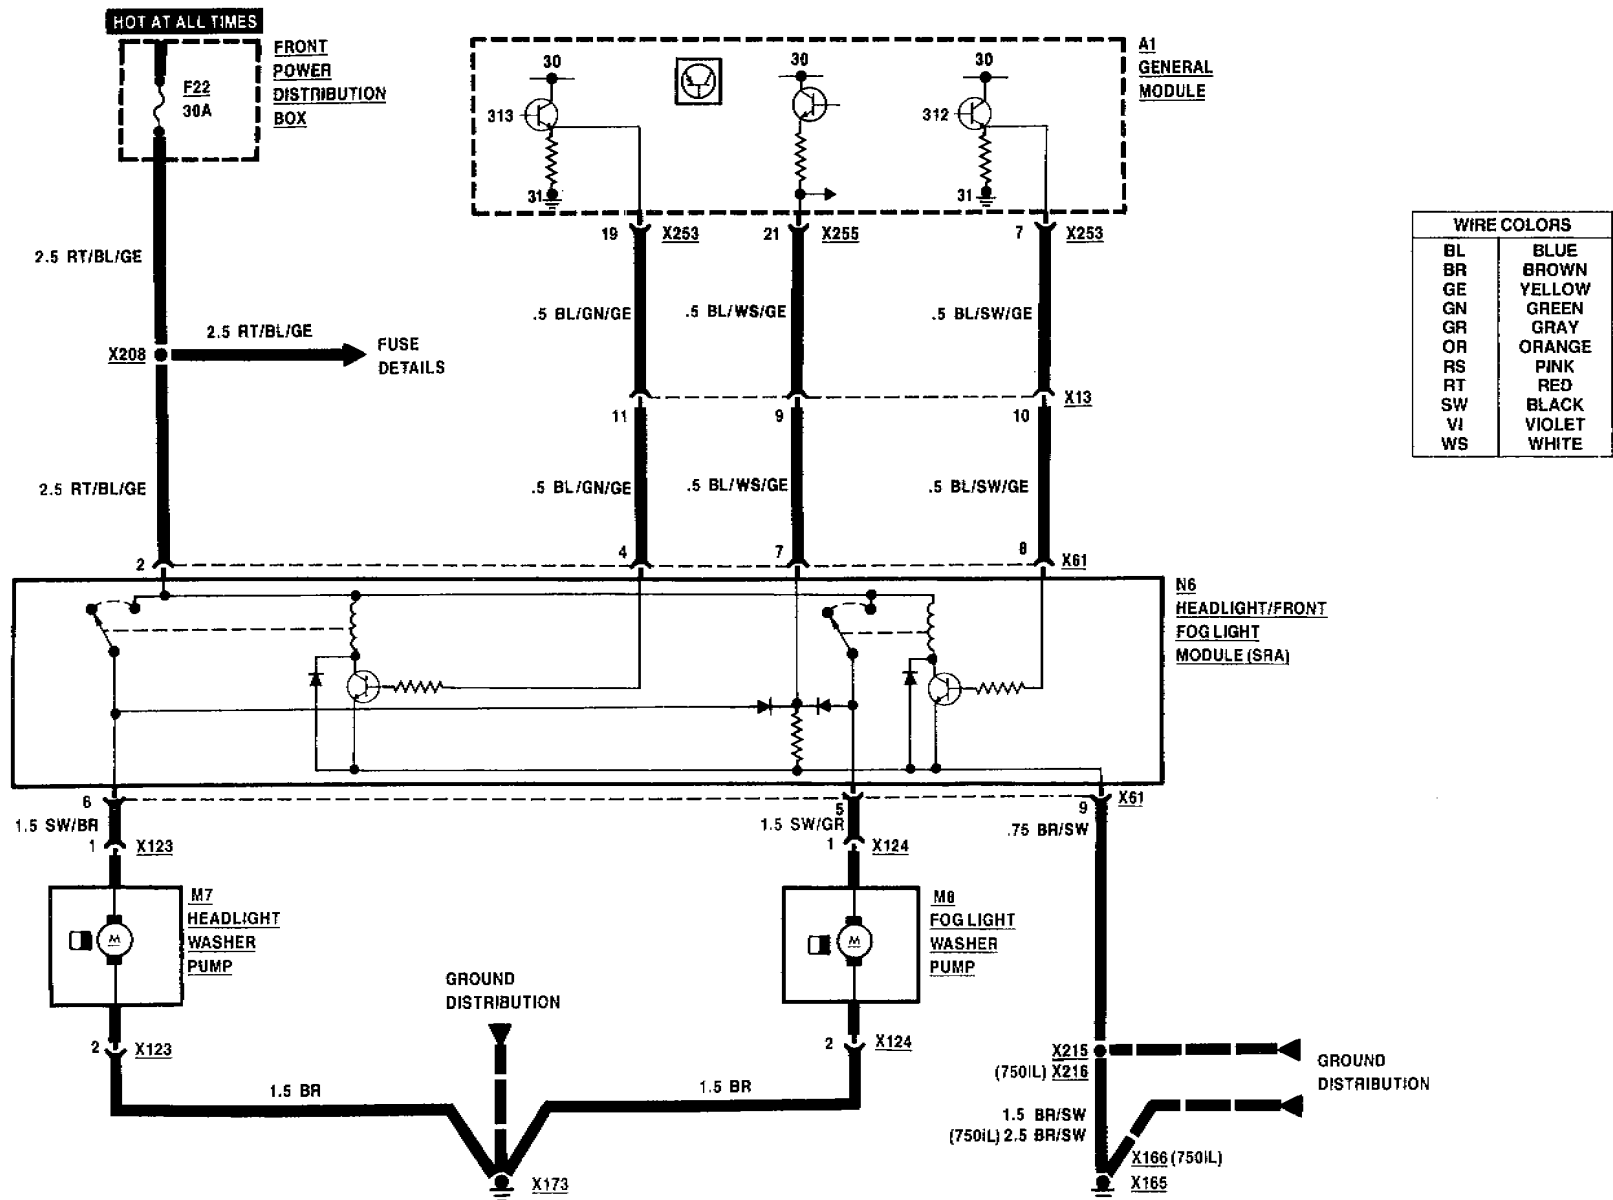 HOT AT ALL TIMES
FRONT
POWER
DISTRIBUTION
BOX
F22
30A
30
30
30
313
312
31
31
A1
GENERAL
MODULE
19
X253
21
X255
7
X253
WIRE COLORS
BL BLUE
BR BROWN
GE YELLOW
GN GREEN
GR GRAY
OR ORANGE
RS PINK
RT RED
SW BLACK
VI VIOLET
WS WHITE
2.5 RT/BL/GE
.5 BL/GN/GE
.5 BL/WS/GE
.5 BL/SW/GE
2.5 RT/BL/GE
X208
FUSE
DETAILS
X13
11
9
10
2.5 RT/BL/GE
.5 BL/GN/GE
.5 BL/WS/GE
.5 BL/SW/GE
2
4
7
8
X61
N6
HEADLIGHT/FRONT
FOG LIGHT
MODULE (SRA)
6
5
9
X61
1.5 SW/BR
1.5 SW/GR
.75 BR/SW
1
X123
1
X124
M7
HEADLIGHT
WASHER
PUMP
M
M8
FOG LIGHT
WASHER
PUMP
M
GROUND
DISTRIBUTION
2
X123
2
X124
X215
(750IL) X216
GROUND
DISTRIBUTION
1.5 BR
1.5 BR
1.5 BR/SW
(750iL) 2.5 BR/SW
X166 (750IL)
X165
X173